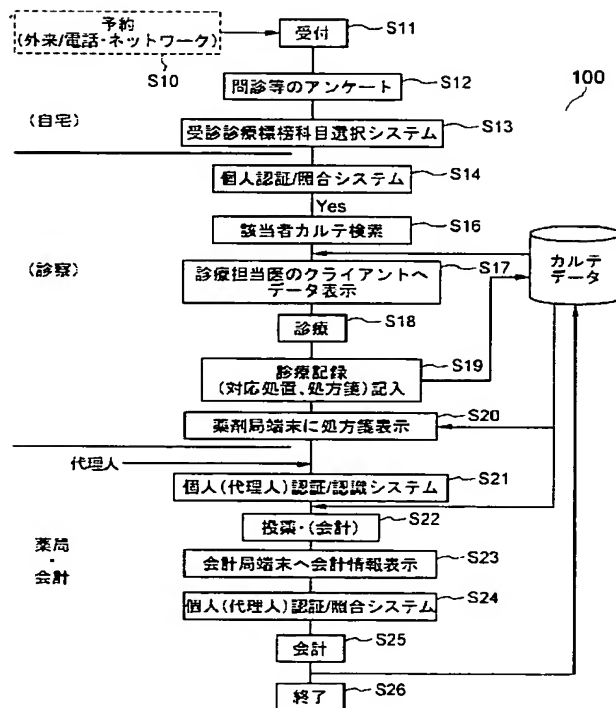 予約
(外来/電話・ネットワーク)
S10
受付
S11
問診等のアンケート
S12
100
(自宅)
受診診療標榜科目選択システム
S13
個人認証/照合システム
S14
Yes
該当者カルテ検索
S16
カルテ
データ
(診察)
診療担当医のクライアントへ
データ表示
S17
診療
S18
診療記録
(対応処置、処方箋)記入
S19
薬剤局端末に処方箋表示
S20
代理人
個人(代理人)認証/認識システム
S21
投薬・(会計)
S22
薬局
・
会計
会計局端末へ会計情報表示
S23
個人(代理人)認証/照合システム
S24
会計
S25
終了
S26